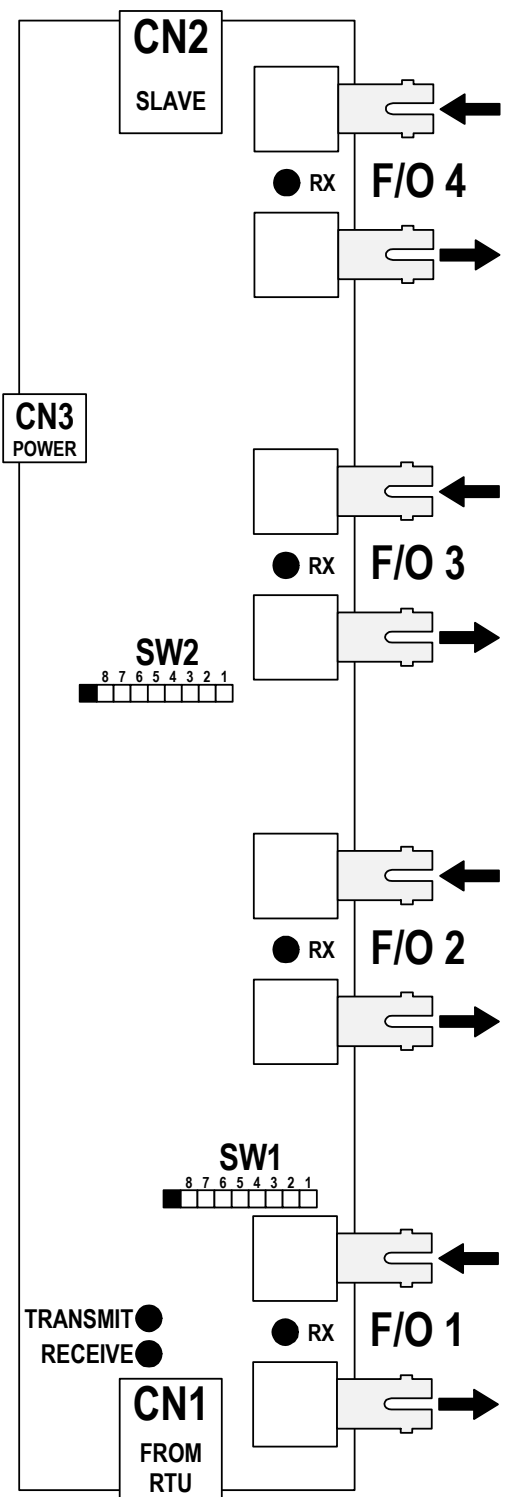 CN2
SLAVE
RX
F/O 4
CN3
POWER
RX
F/O 3
SW2
8 7 6 5 4 3 2 1
RX
F/O 2
SW1
8 7 6 5 4 3 2 1
TRANSMIT
RECEIVE
RX
F/O 1
CN1
FROM
RTU